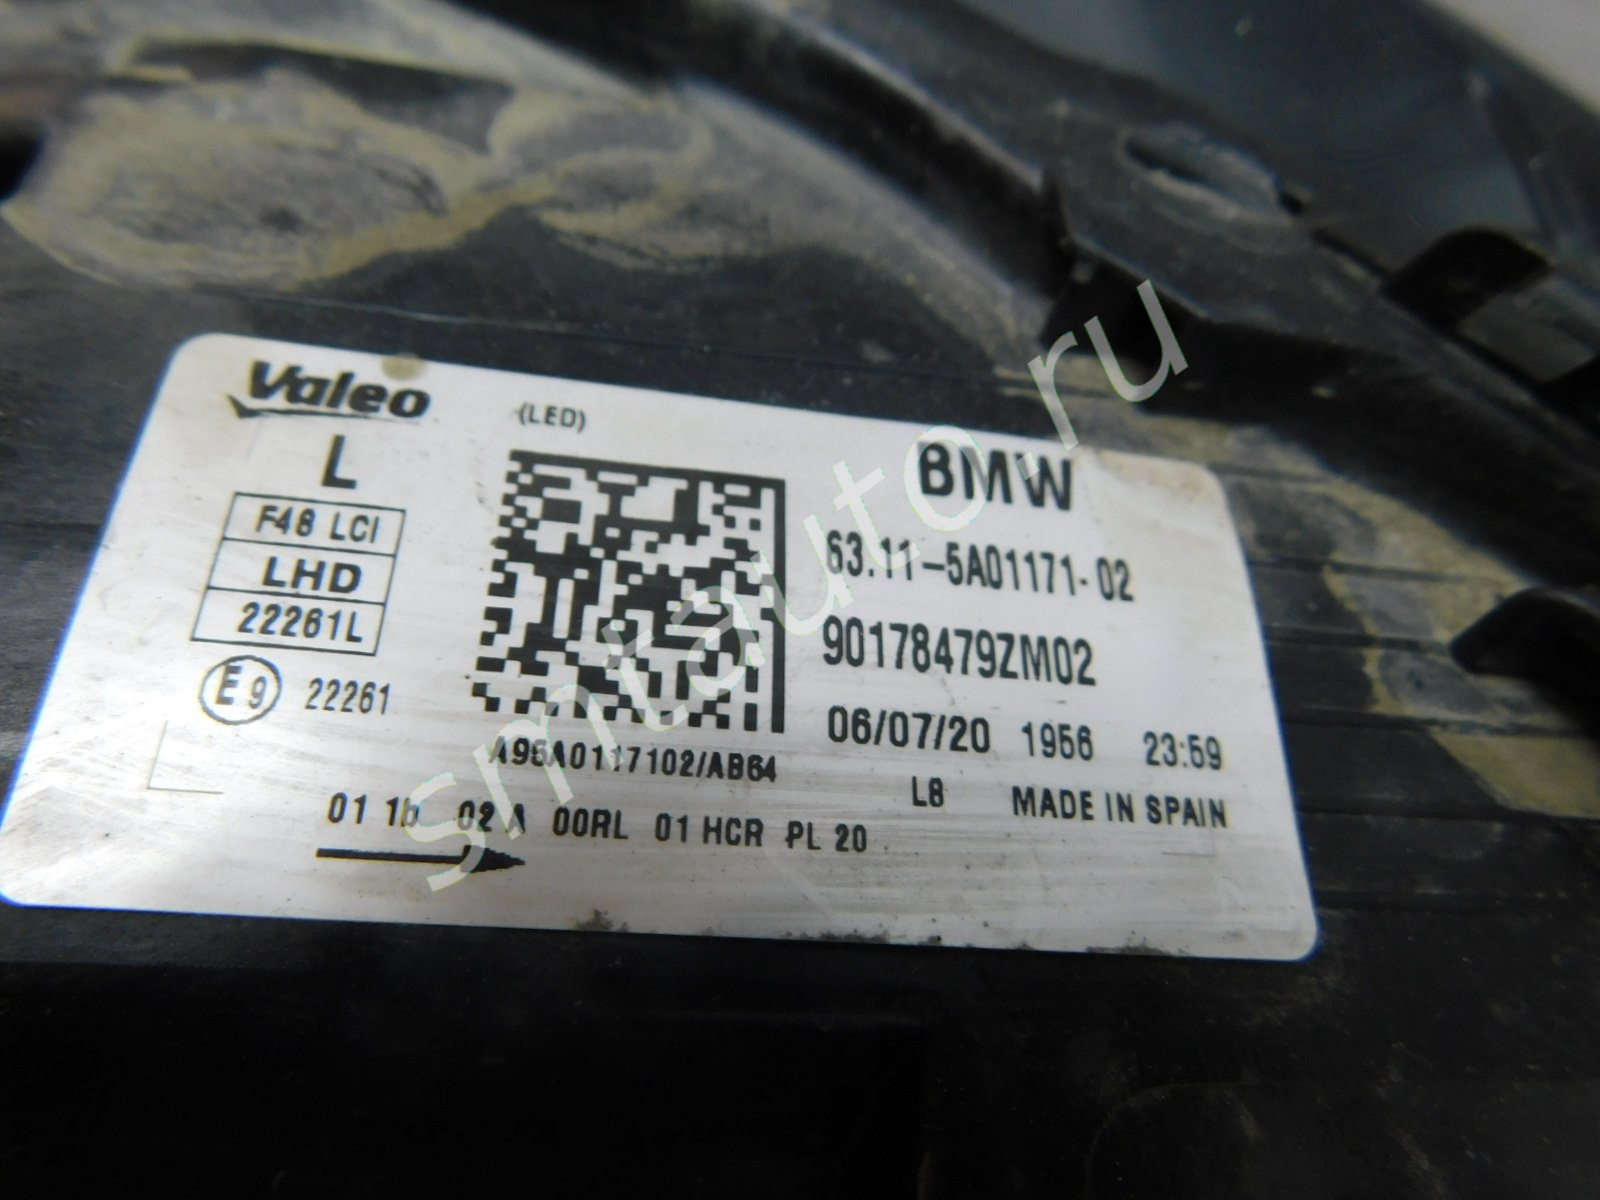 Valeo
(LED)
L
F48 LCI
LHD
22261L
E9 22261
A95A0117102/AB64
01 1b 02 A 00RL 01 HCR PL 20
BMW
63.11-5A01171-02
90178479ZM02
06/07/20 1956 23:59
L8 MADE IN SPAIN
smtauto.ru